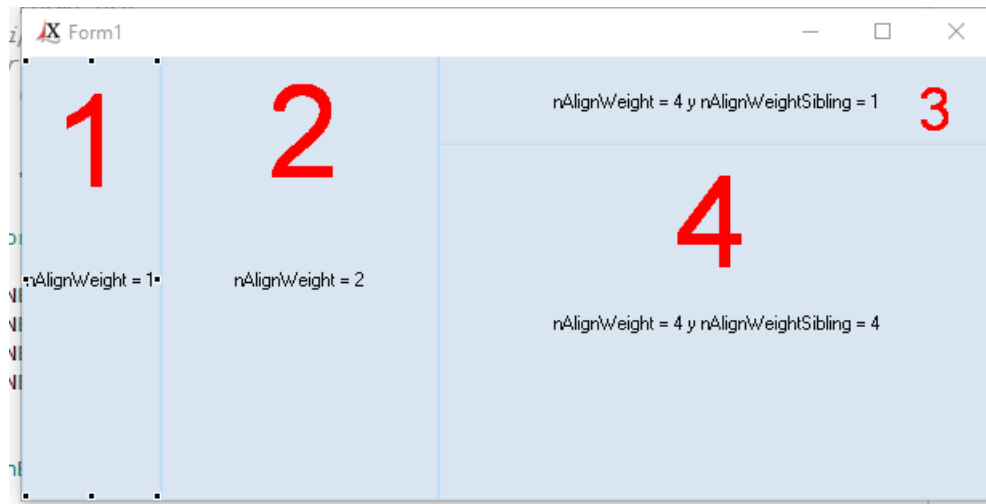 Form1
1
2
nAlignWeight = 4 y nAlignWeightSibling = 1
3
4
nAlignWeight = 1
nAlignWeight = 2
nAlignWeight = 4 y nAlignWeightSibling = 4